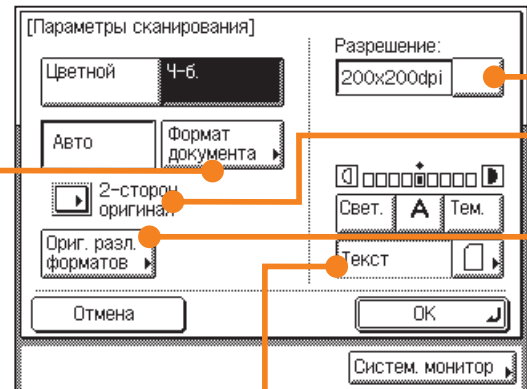 [Параметры сканирования]
Цветной
Ч-б.
Разрешение:
200x200dpi
Авто
Формат
документа
2-сторон
оригинал
Свет.
A
Тем.
Ориг. разл.
форматов
Текст
Отмена
OK
Систем. монитор